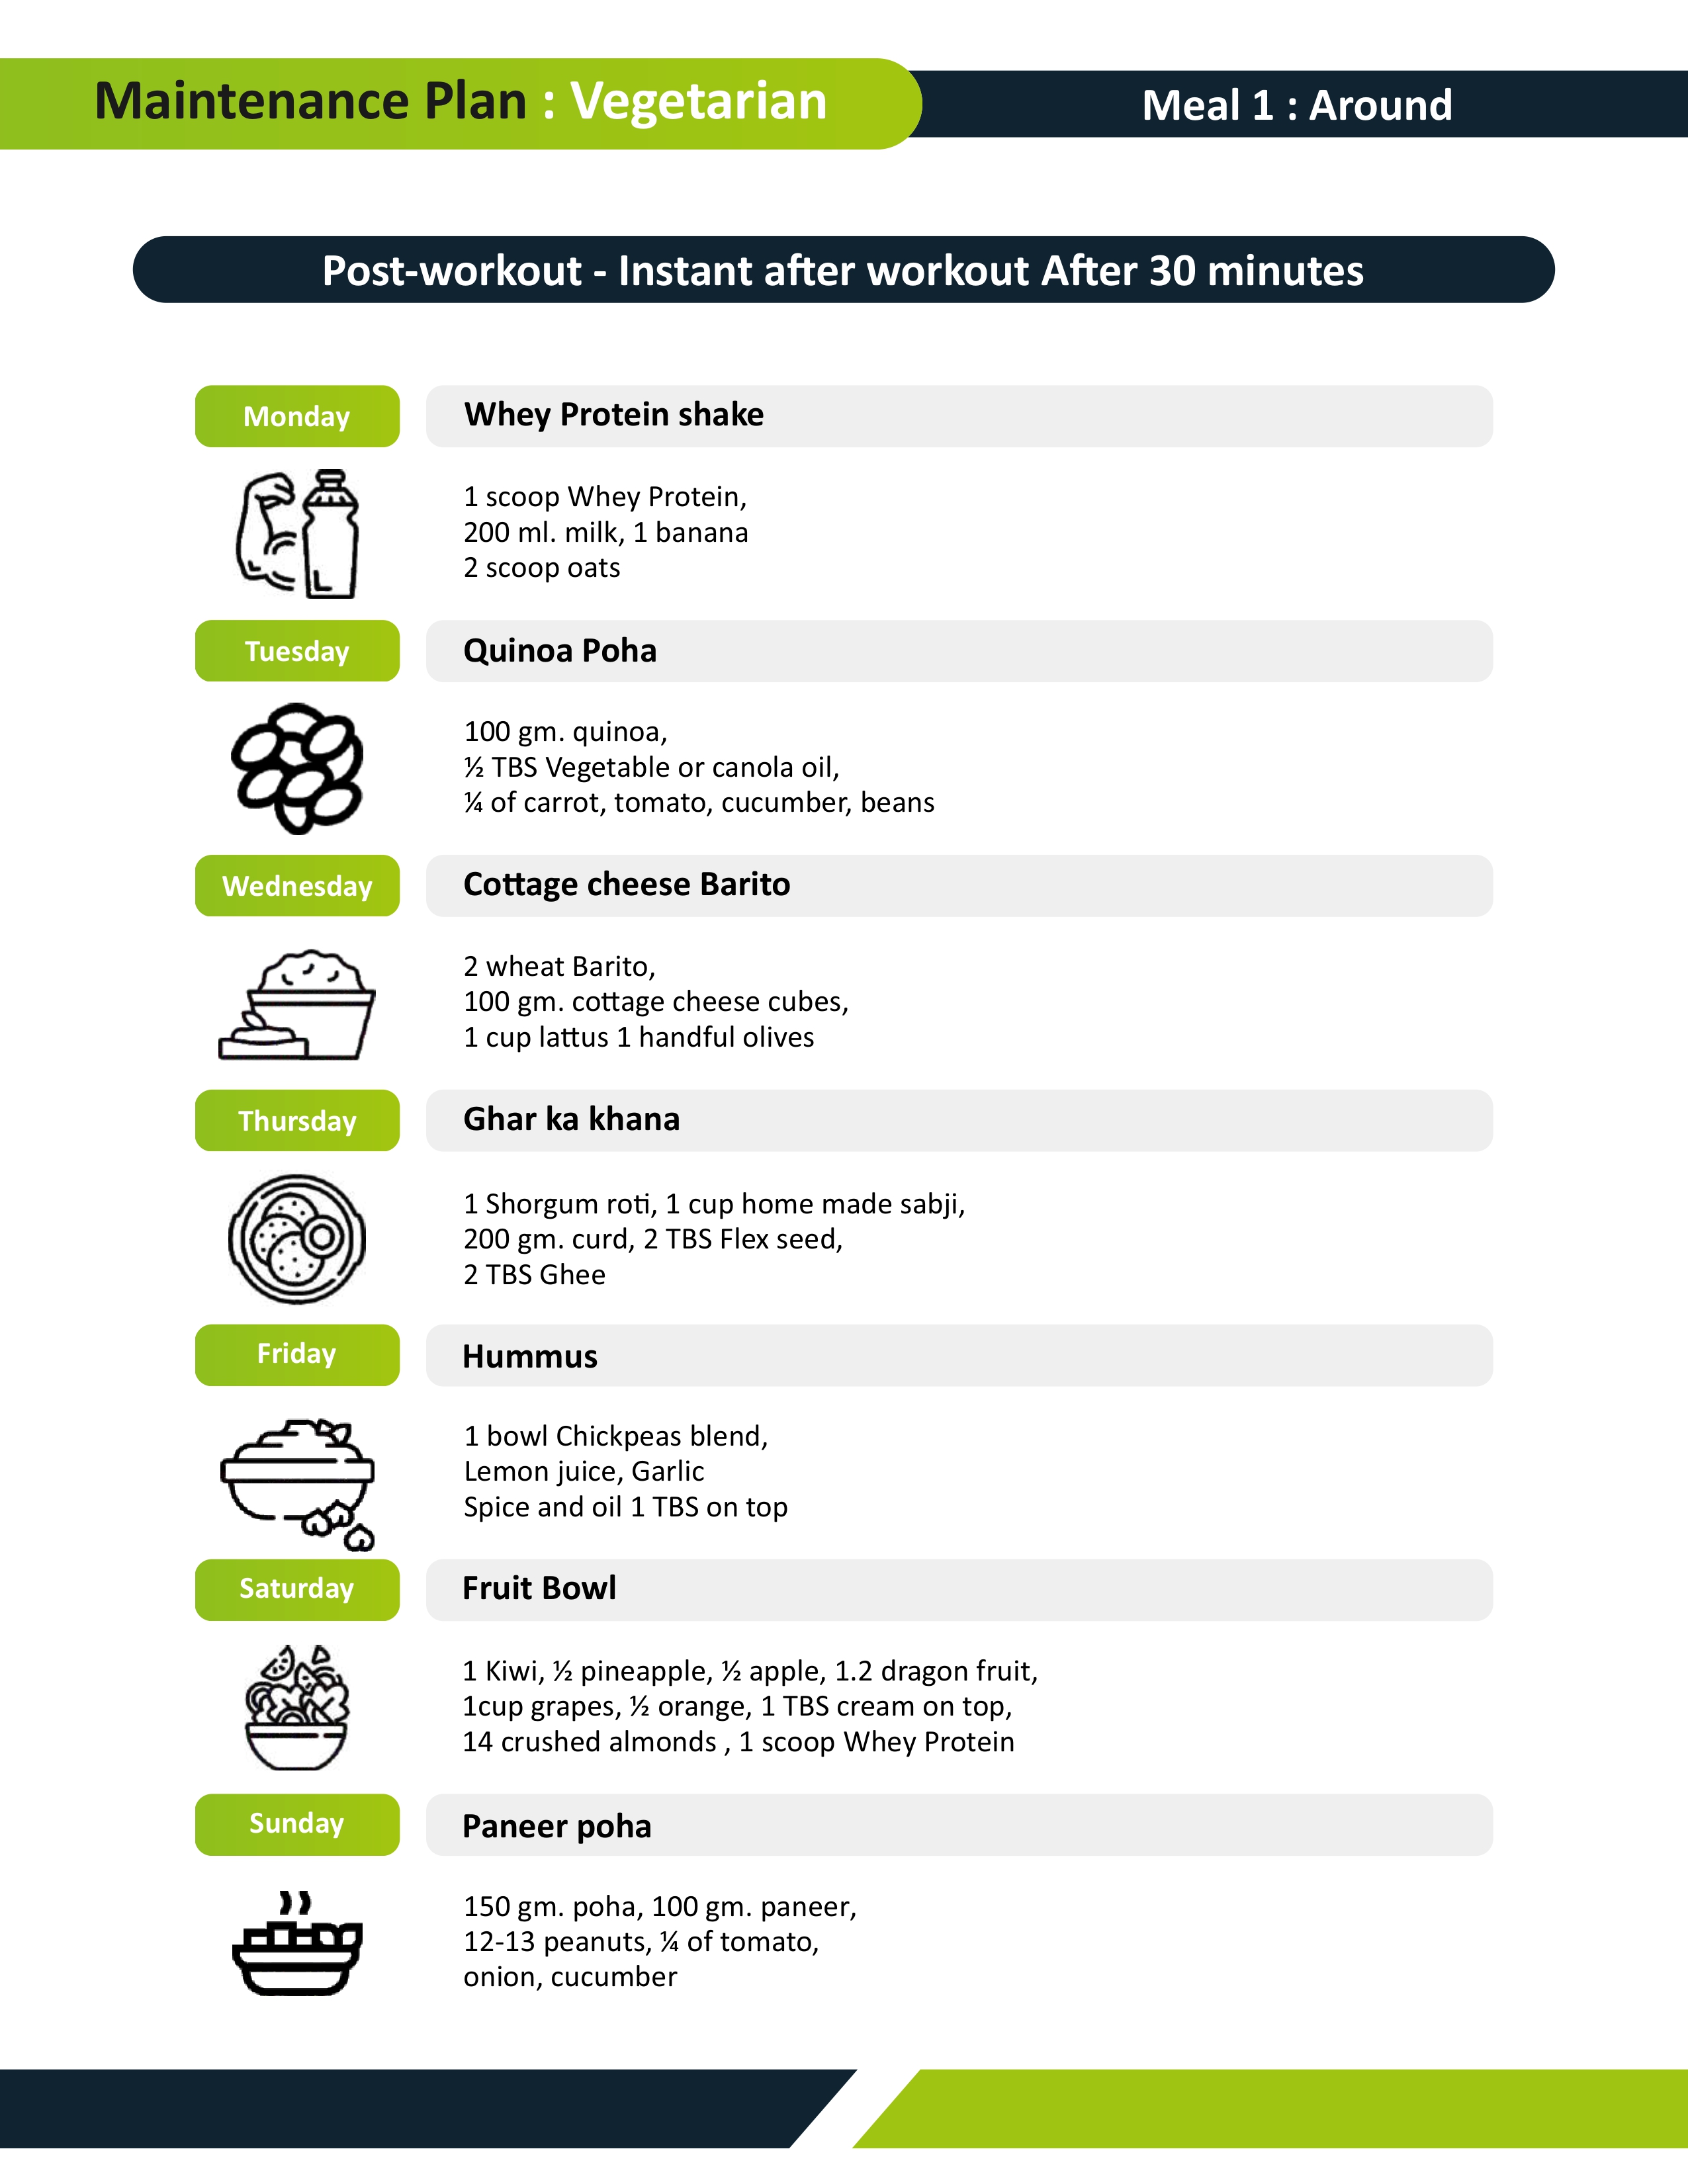 Maintenance Plan : Vegetarian
Meal 1 : Around
Post-workout - Instant after workout After 30 minutes
Monday
Whey Protein shake
1 scoop Whey Protein,
200 ml. milk, 1 banana
2 scoop oats
Tuesday
Quinoa Poha
100 gm. quinoa,
½ TBS Vegetable or canola oil,
¼ of carrot, tomato, cucumber, beans
Wednesday
Cottage cheese Barito
2 wheat Barito,
100 gm. cottage cheese cubes,
1 cup lattus 1 handful olives
Thursday
Ghar ka khana
1 Shorgum roti, 1 cup home made sabji,
200 gm. curd, 2 TBS Flex seed,
2 TBS Ghee
Friday
Hummus
1 bowl Chickpeas blend,
Lemon juice, Garlic
Spice and oil 1 TBS on top
Saturday
Fruit Bowl
1 Kiwi, ½ pineapple, ½ apple, 1.2 dragon fruit,
1cup grapes, ½ orange, 1 TBS cream on top,
14 crushed almonds , 1 scoop Whey Protein
Sunday
Paneer poha
150 gm. poha, 100 gm. paneer,
12-13 peanuts, ¼ of tomato,
onion, cucumber